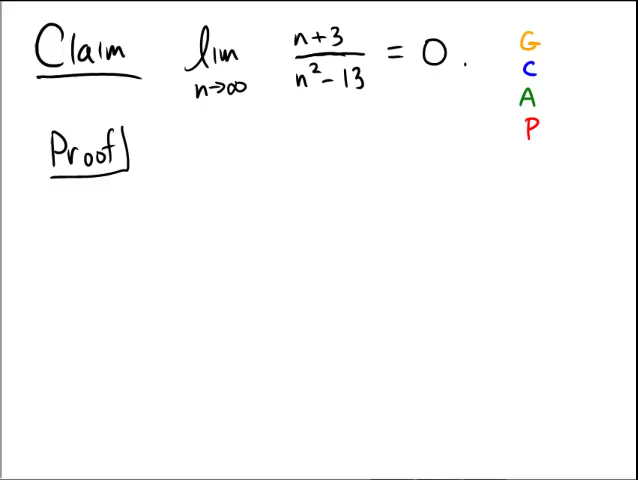 Claim lim n→∞ n+3 / n² - 13 = 0.
G
C
A
P
Proof